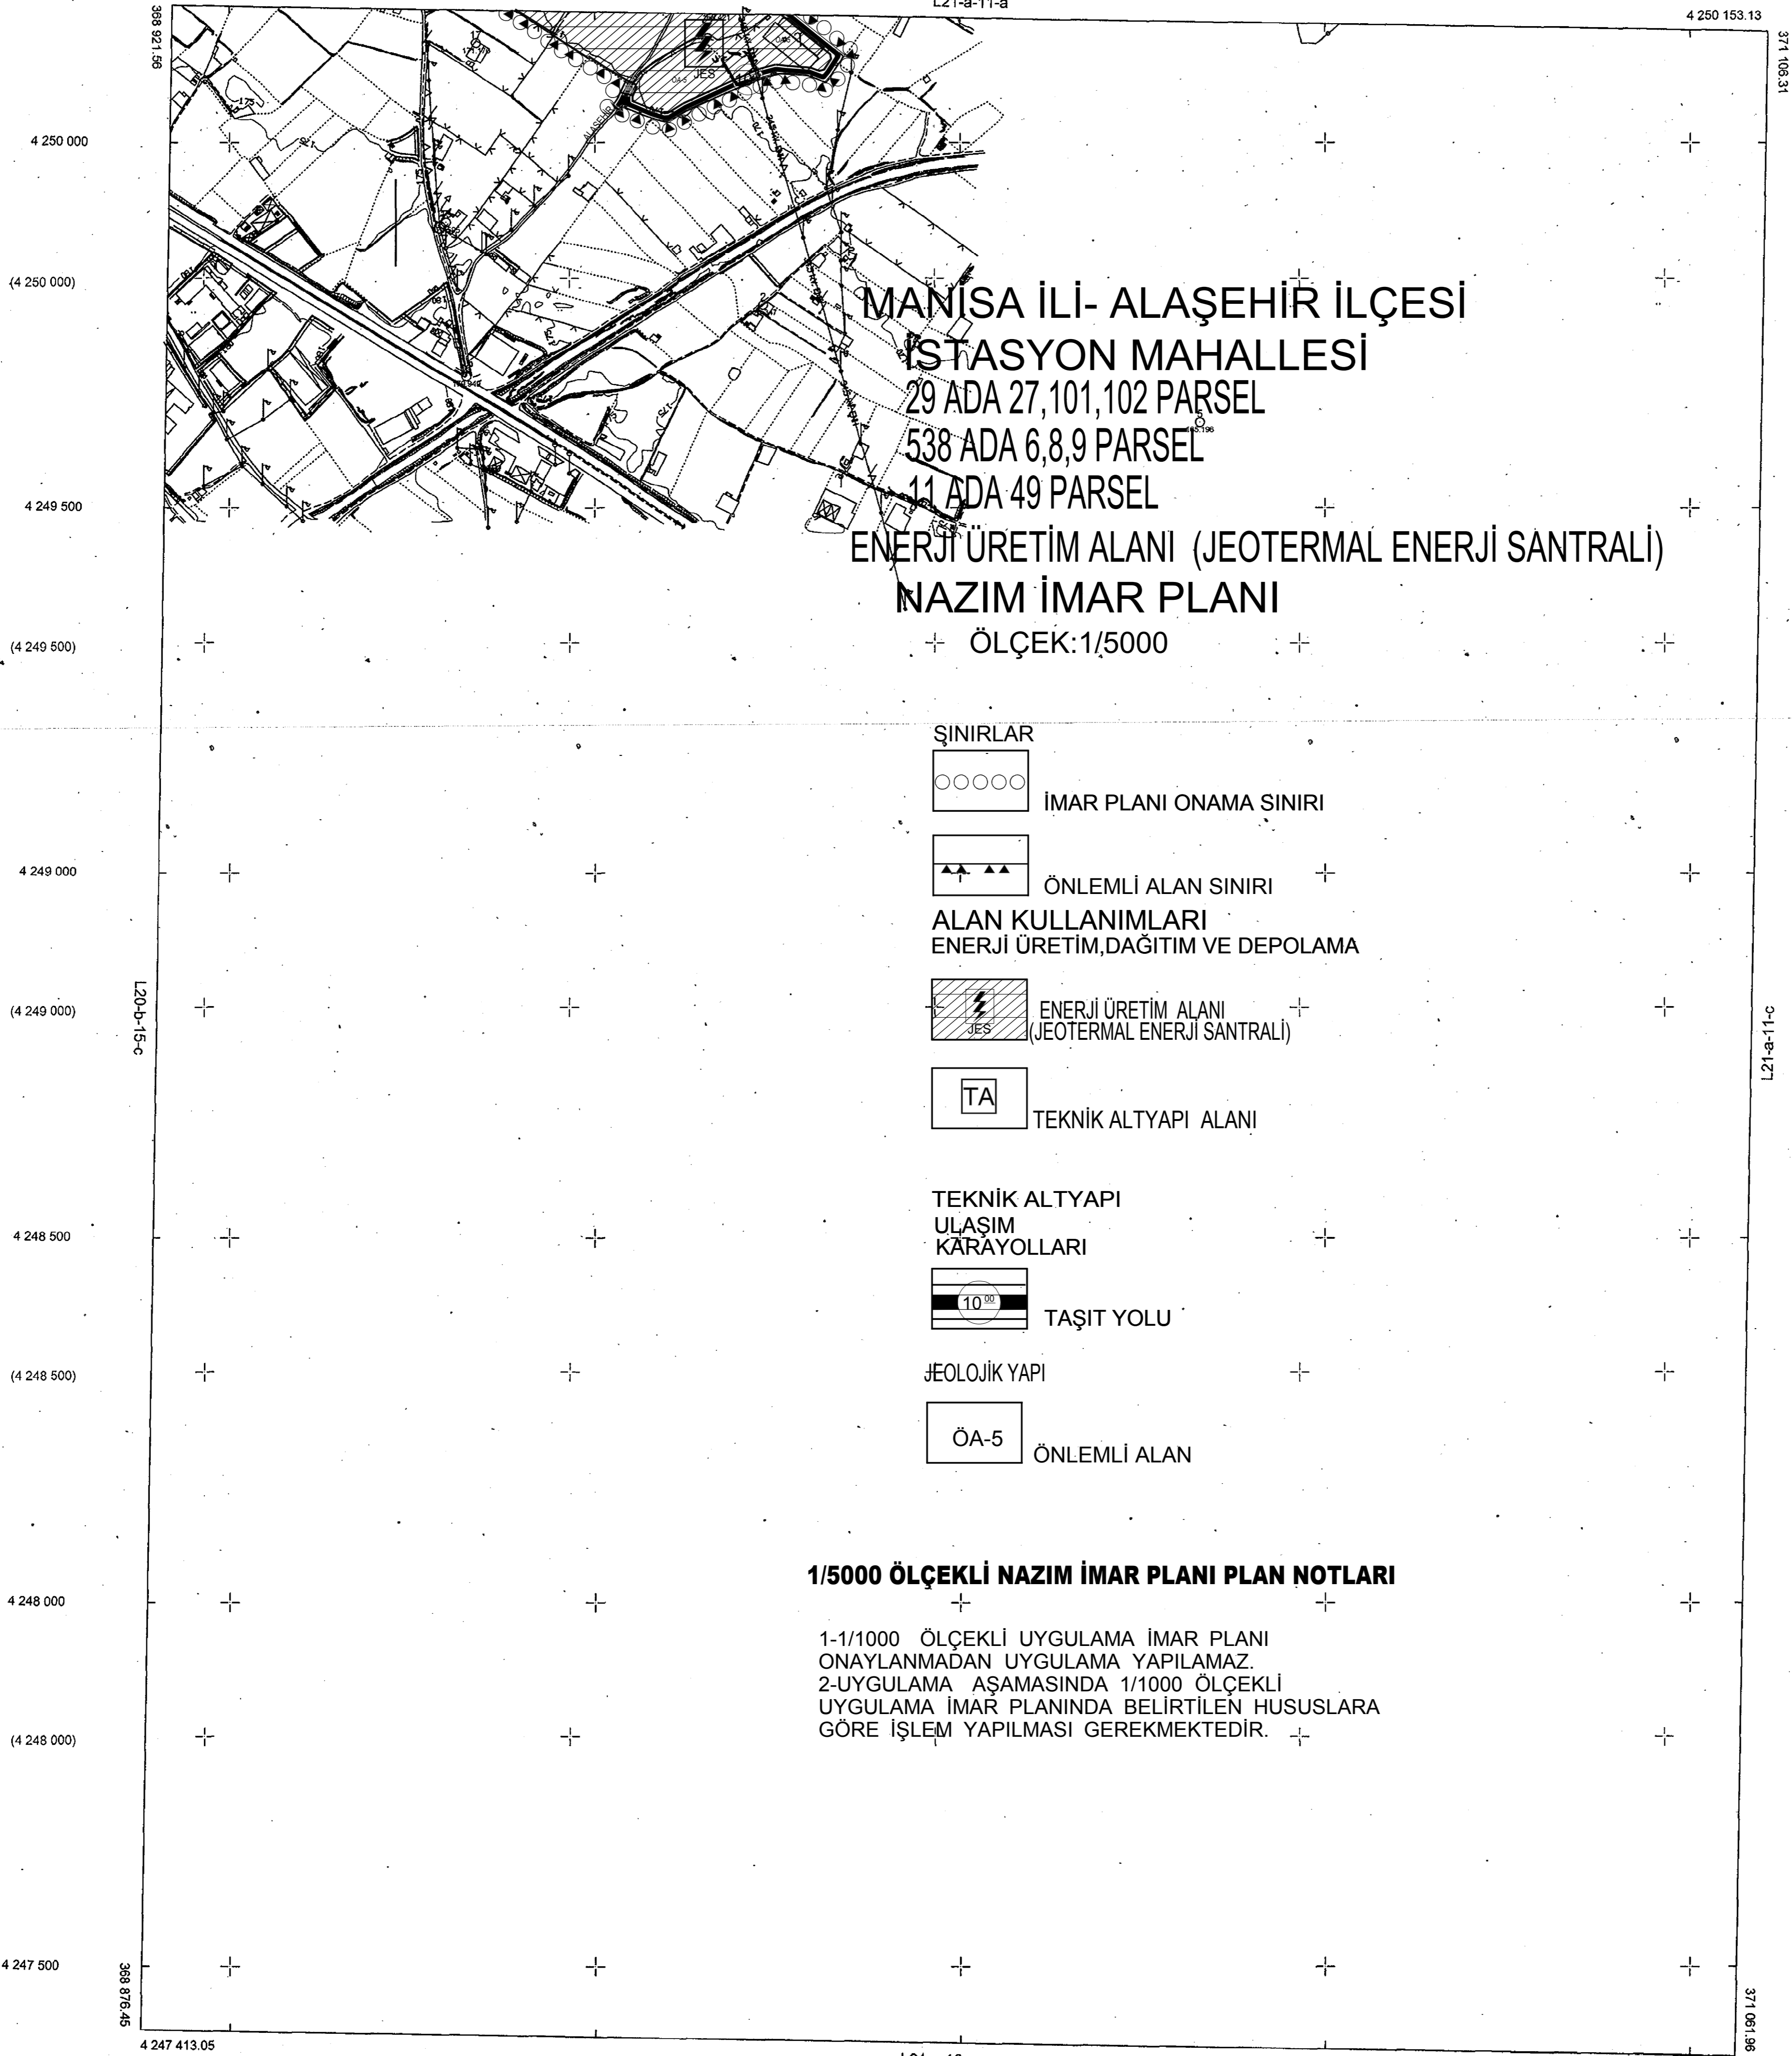 L21-a-11-a
4 250 153.13
368 921.56
371 106.31
4 250 000
(4 250 000)
4 249 500
(4 249 500)
4 249 000
(4 249 000)
4 248 500
(4 248 500)
4 248 000
(4 248 000)
4 247 500
L20-b-15-c
L21-a-11-c
JES
ALAŞEHİR
MANİSA İLİ- ALAŞEHİR İLÇESİ
İSTASYON MAHALLESİ
29 ADA 27,101,102 PARSEL
538 ADA 6,8,9 PARSEL
11 ADA 49 PARSEL
ENERJİ ÜRETİM ALANI (JEOTERMAL ENERJİ SANTRALİ)
NAZIM İMAR PLANI
ÖLÇEK:1/5000
SINIRLAR
İMAR PLANI ONAMA SINIRI
ÖNLEMLİ ALAN SINIRI
ALAN KULLANIMLARI
ENERJİ ÜRETİM,DAĞITIM VE DEPOLAMA
JES
ENERJİ ÜRETİM ALANI
(JEOTERMAL ENERJİ SANTRALİ)
TA
TEKNİK ALTYAPI ALANI
TEKNİK ALTYAPI
ULAŞIM
KARAYOLLARI
10 00
TAŞIT YOLU
JEOLOJİK YAPI
ÖA-5
ÖNLEMLİ ALAN
1/5000 ÖLÇEKLİ NAZIM İMAR PLANI PLAN NOTLARI
1-1/1000 ÖLÇEKLİ UYGULAMA İMAR PLANI
ONAYLANMADAN UYGULAMA YAPILAMAZ.
2-UYGULAMA AŞAMASINDA 1/1000 ÖLÇEKLİ
UYGULAMA İMAR PLANINDA BELİRTİLEN HUSUSLARA
GÖRE İŞLEM YAPILMASI GEREKMEKTEDİR.
368 876.45
4 247 413.05
371 061.96